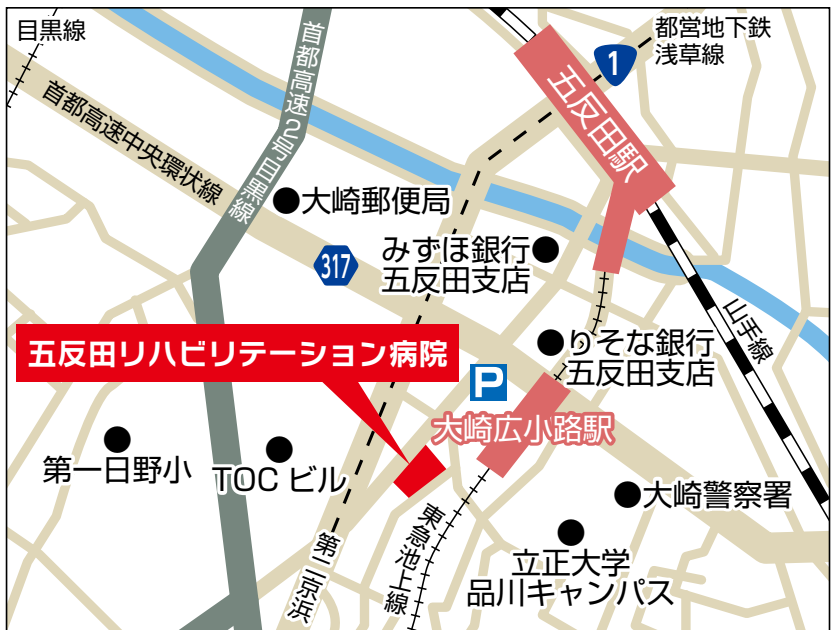 目黒線
首都高速中央環状線
首都高速2号目黒線
都営地下鉄
浅草線
1
五反田駅
大崎郵便局
317
みずほ銀行
五反田支店
山手線
五反田リハビリテーション病院
りそな銀行
五反田支店
P
大崎広小路駅
第一日野小
TOC ビル
大崎警察署
第二京浜
東急池上線
立正大学
品川キャンパス